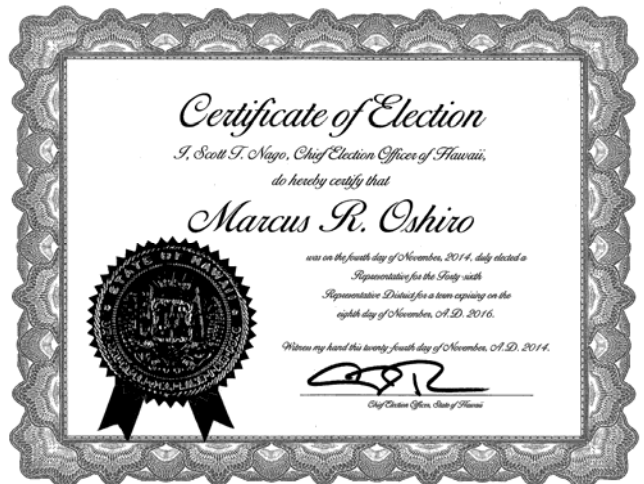 Certificate of Election
I, Scott T. Nago, Chief Election Officer of Hawaii,
do hereby certify that
Marcus R. Oshiro
was on the fourth day of November, 2014, duly elected a
Representative for the Forty-sixth
Representative District for a term expiring on the
eighth day of November, A.D. 2016.
Witness my hand this twenty-fourth day of November, A.D. 2014.
Chief Election Officer, State of Hawaii
STATE OF HAWAII